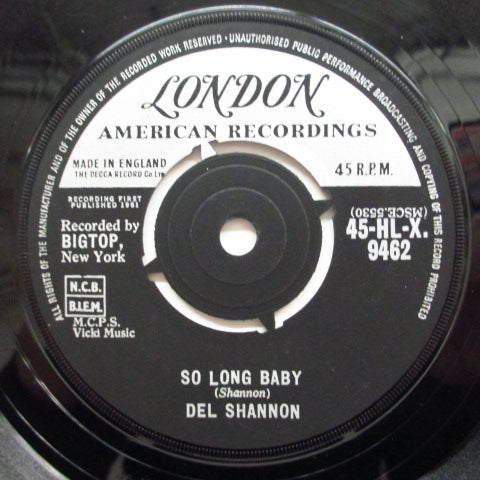 ALL RIGHTS OF THE MANUFACTURER AND OF THE OWNER OF THE RECORDED WORK RESERVED · UNAUTHORISED PUBLIC PERFORMANCE BROADCASTING AND COPYING OF THIS RECORD PROHIBITED
LONDON
AMERICAN RECORDINGS
MADE IN ENGLAND
THE DECCA RECORD Co Ltd
45 R.P.M.
RECORDING FIRST
PUBLISHED 1961
Recorded by
BIGTOP,
New York
(MSCE.5530)
45-HL-X.
9462
N.C.B.
B.I.E.M.
M.C.P.S.
Vicki Music
SO LONG BABY
(Shannon)
DEL SHANNON